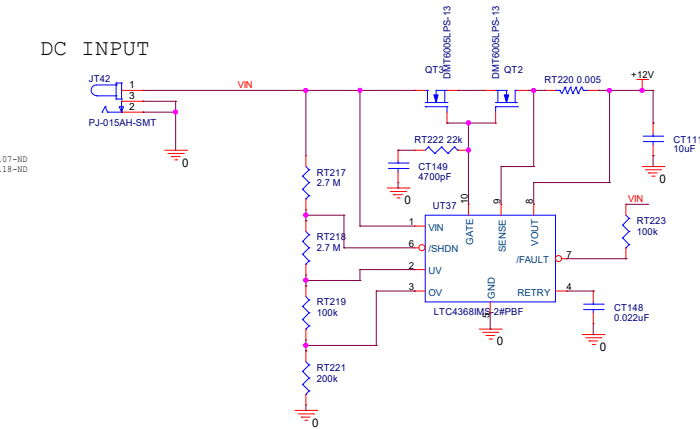 DC INPUT
DMT6005LPS-13
DMT6005LPS-13
JT42
1
3
2
PJ-015AH-SMT
0
VIN
QT3
QT2
RT220 0.005
+12V
CT111
10uF
0
07-ND
18-ND
RT222 22k
CT149
4700pF
0
RT217
2.7 M
RT218
2.7 M
RT219
100k
RT221
200k
0
UT37
10
9
8
1
VIN
GATE
SENSE
VOUT
6
/SHDN
2
UV
3
OV
/FAULT
7
RETRY
4
GND
5
LTC4368IMS-2#PBF
0
VIN
RT223
100k
CT148
0.022uF
0